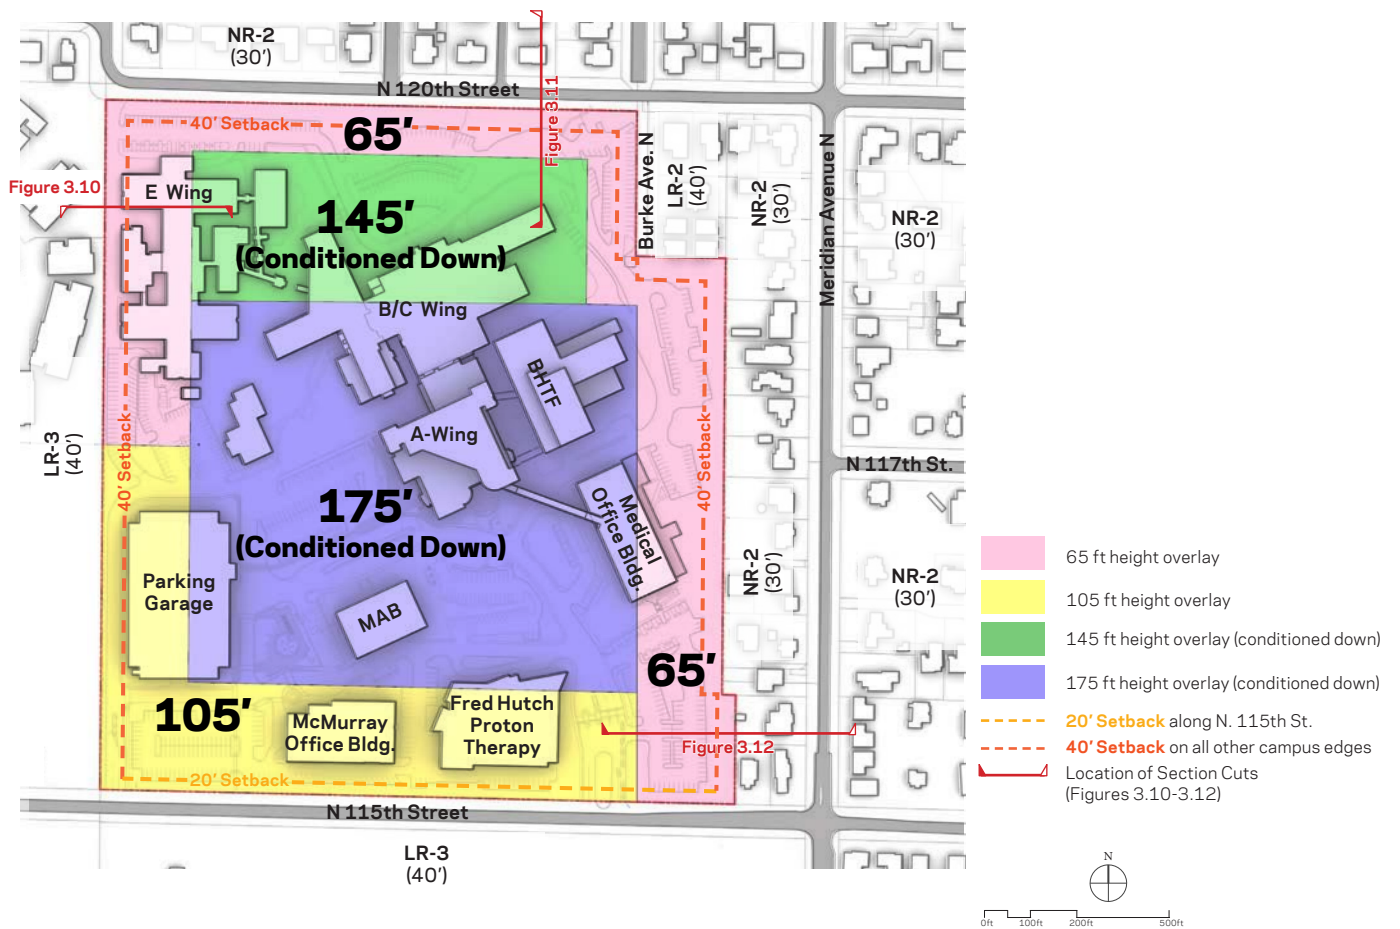 NR-2
(30′)
N 120th Street
Figure 3.11
40′ Setback
65′
Figure 3.10
E Wing
145′
(Conditioned Down)
Burke Ave. N
LR-2
(40′)
NR-2
(30′)
Meridian Avenue N
NR-2
(30′)
B/C Wing
BHTF
A-Wing
LR-3
(40′)
40′ Setback
40′ Setback
N 117th St.
175′
(Conditioned Down)
Medical
Office Bldg.
Parking
Garage
MAB
NR-2
(30′)
NR-2
(30′)
65′
105′
McMurray
Office Bldg.
Fred Hutch
Proton
Therapy
Figure 3.12
20′ Setback
N 115th Street
LR-3
(40′)
65 ft height overlay
105 ft height overlay
145 ft height overlay (conditioned down)
175 ft height overlay (conditioned down)
20′ Setback along N. 115th St.
40′ Setback on all other campus edges
Location of Section Cuts
(Figures 3.10-3.12)
N
0ft 100ft 200ft 500ft